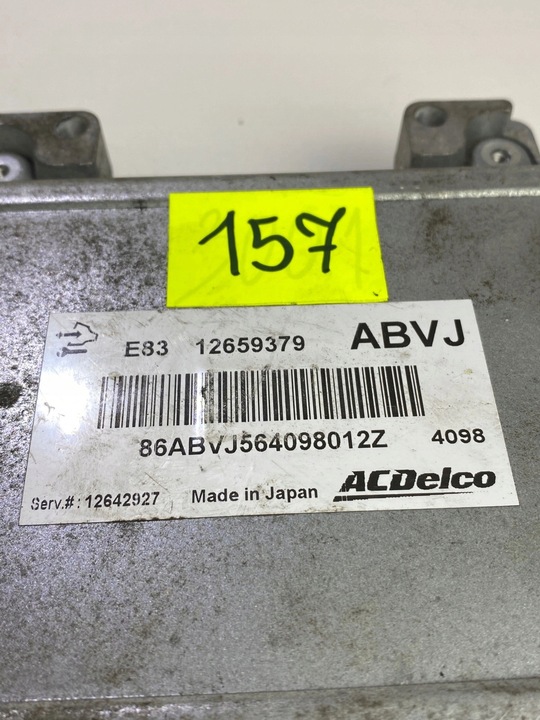 157
E83 12659379 ABVJ
86ABVJ564098012Z 4098
Serv.#: 12642927 Made in Japan ACDelco